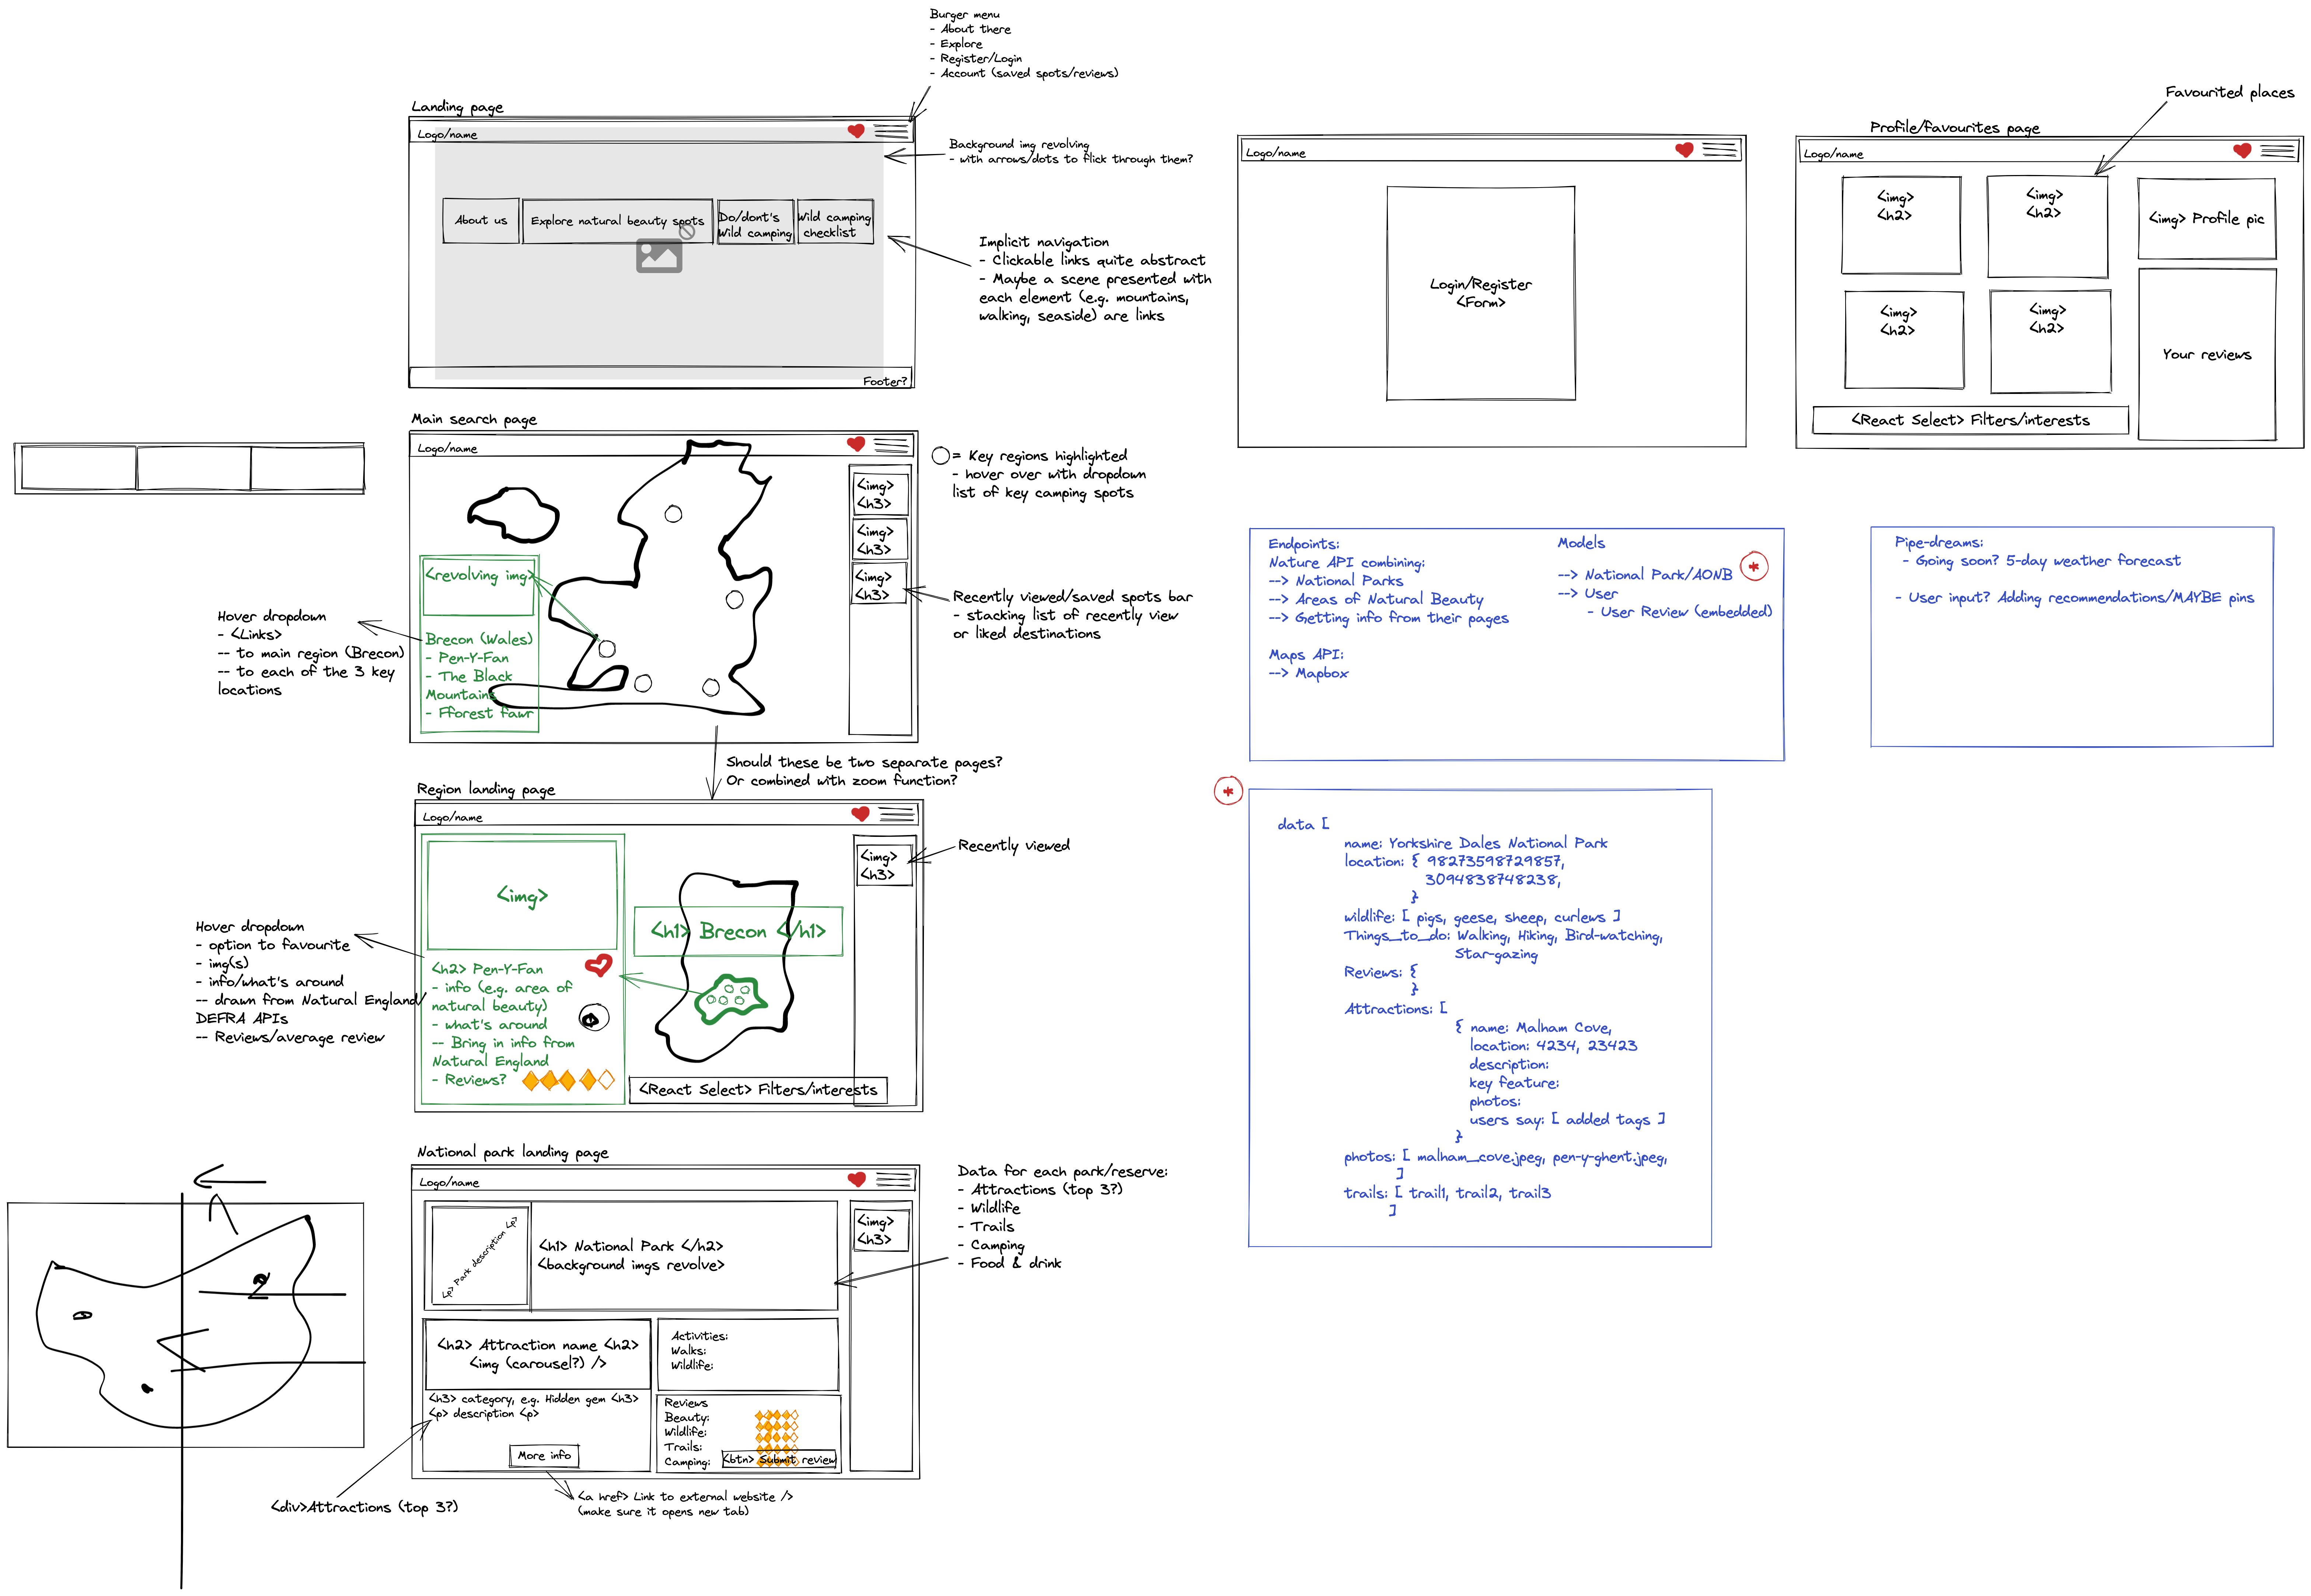 Burger menu
- About there
- Explore
- Register/Login
- Account (saved spots/reviews)
Landing page
Logo/name
Background img revolving
- with arrows/dots to flick through them?
About us
Explore natural beauty spots
Do/dont's
Wild camping
Wild camping
checklist
Implicit navigation
- Clickable links quite abstract
- Maybe a scene presented with
each element (e.g. mountains,
walking, seaside) are links
Footer?
Logo/name
Login/Register
<Form>
Favourited places
Profile/favourites page
Logo/name
<img>
<h2>
<img>
<h2>
<img> Profile pic
<img>
<h2>
<img>
<h2>
Your reviews
<React Select> Filters/interests
Main search page
Logo/name
= Key regions highlighted
- hover over with dropdown
list of key camping spots
<img>
<h3>
<img>
<h3>
<img>
<h3>
Recently viewed/saved spots bar
- stacking list of recently view
or liked destinations
<revolving img>
Brecon (Wales)
- Pen-Y-Fan
- The Black
Mountains
- Fforest fawr
Hover dropdown
- <Links>
-- to main region (Brecon)
-- to each of the 3 key
locations
Should these be two separate pages?
Or combined with zoom function?
Endpoints:
Nature API combining:
--> National Parks
--> Areas of Natural Beauty
--> Getting info from their pages
Maps API:
--> Mapbox
Models
--> National Park/AONB
*
--> User
- User Review (embedded)
Pipe-dreams:
- Going soon? 5-day weather forecast
- User input? Adding recommendations/MAYBE pins
Region landing page
Logo/name
<img>
<h1> Brecon </h1>
<img>
<h3>
Recently viewed
Hover dropdown
- option to favourite
- img(s)
- info/what's around
-- drawn from Natural England/
DEFRA APIs
-- Reviews/average review
<h2> Pen-Y-Fan
- info (e.g. area of
natural beauty)
- what's around
-- Bring in info from
Natural England
- Reviews?
<React Select> Filters/interests
*
data [
name: Yorkshire Dales National Park
location: { 98273598729857,
3094838748238,
}
wildlife: [ pigs, geese, sheep, curlews ]
Things_to_do: Walking, Hiking, Bird-watching,
Star-gazing
Reviews: {
}
Attractions: [
{ name: Malham Cove,
location: 4234, 23423
description:
key feature:
photos:
users say: [ added tags ]
}
photos: [ malham_cove.jpeg, pen-y-ghent.jpeg,
]
trails: [ trail1, trail2, trail3
]
National park landing page
Logo/name
<p> Park description <p>
<h1> National Park </h2>
<background imgs revolve>
<img>
<h3>
Data for each park/reserve:
- Attractions (top 3?)
- Wildlife
- Trails
- Camping
- Food & drink
<h2> Attraction name <h2>
<img (carousel?) />
<h3> category, e.g. Hidden gem <h3>
<p> description <p>
More info
Activities:
Walks:
Wildlife:
Reviews
Beauty:
Wildlife:
Trails:
Camping:
<btn> Submit review
<div>Attractions (top 3?)
<a href> Link to external website />
(make sure it opens new tab)